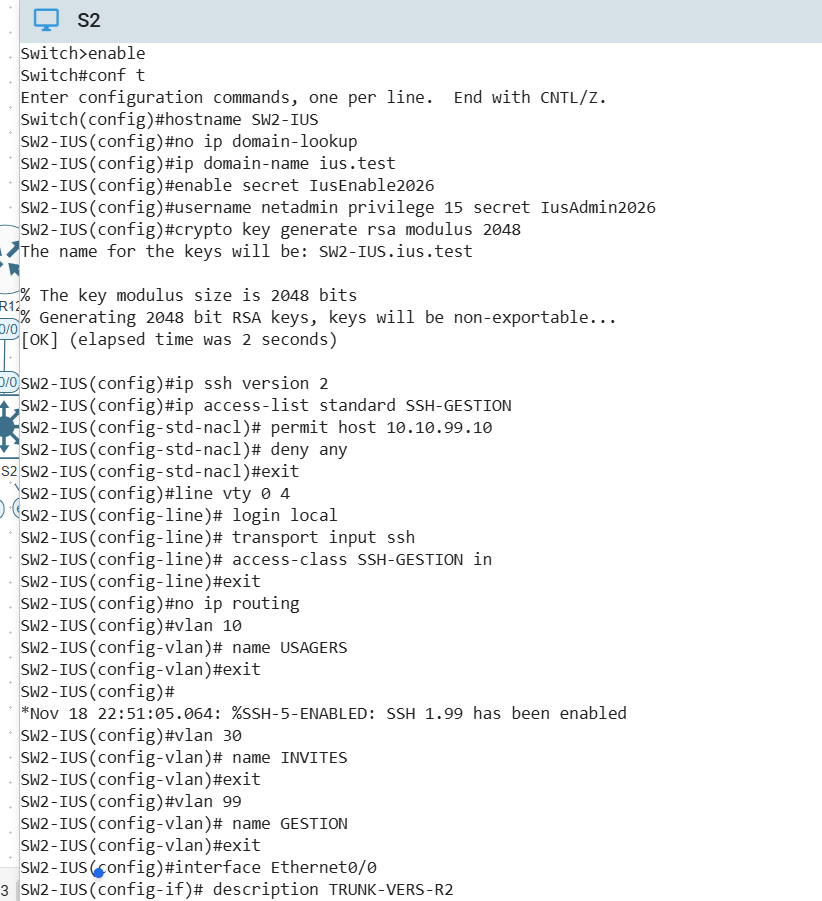 S2
Switch>enable
Switch#conf t
Enter configuration commands, one per line.  End with CNTL/Z.
Switch(config)#hostname SW2-IUS
SW2-IUS(config)#no ip domain-lookup
SW2-IUS(config)#ip domain-name ius.test
SW2-IUS(config)#enable secret IusEnable2026
SW2-IUS(config)#username netadmin privilege 15 secret IusAdmin2026
SW2-IUS(config)#crypto key generate rsa modulus 2048
The name for the keys will be: SW2-IUS.ius.test
% The key modulus size is 2048 bits
% Generating 2048 bit RSA keys, keys will be non-exportable...
[OK] (elapsed time was 2 seconds)
SW2-IUS(config)#ip ssh version 2
SW2-IUS(config)#ip access-list standard SSH-GESTION
SW2-IUS(config-std-nacl)# permit host 10.10.99.10
SW2-IUS(config-std-nacl)# deny any
SW2-IUS(config-std-nacl)#exit
SW2-IUS(config)#line vty 0 4
SW2-IUS(config-line)# login local
SW2-IUS(config-line)# transport input ssh
SW2-IUS(config-line)# access-class SSH-GESTION in
SW2-IUS(config-line)#exit
SW2-IUS(config)#no ip routing
SW2-IUS(config)#vlan 10
SW2-IUS(config-vlan)# name USAGERS
SW2-IUS(config-vlan)#exit
SW2-IUS(config)#
*Nov 18 22:51:05.064: %SSH-5-ENABLED: SSH 1.99 has been enabled
SW2-IUS(config)#vlan 30
SW2-IUS(config-vlan)# name INVITES
SW2-IUS(config-vlan)#exit
SW2-IUS(config)#vlan 99
SW2-IUS(config-vlan)# name GESTION
SW2-IUS(config-vlan)#exit
SW2-IUS(config)#interface Ethernet0/0
SW2-IUS(config-if)# description TRUNK-VERS-R2
R12
0/0
0/0
S2
3